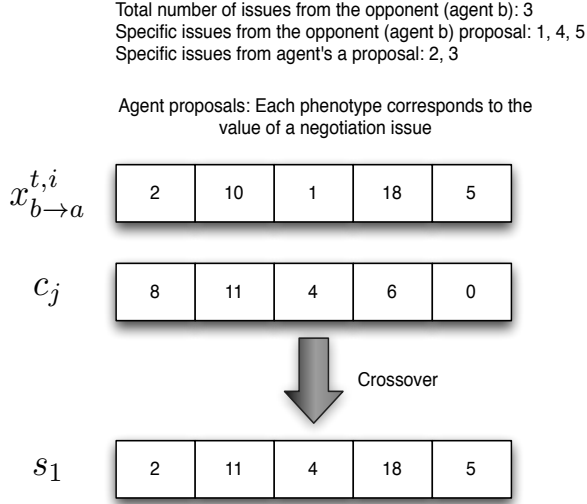 Total number of issues from the opponent (agent b): 3
Specific issues from the opponent (agent b) proposal: 1, 4, 5
Specific issues from agent's a proposal: 2, 3
Agent proposals: Each phenotype corresponds to the
value of a negotiation issue
x^{t,i}_{b→a} 2 10 1 18 5
c_j 8 11 4 6 0
Crossover
s_1 2 11 4 18 5